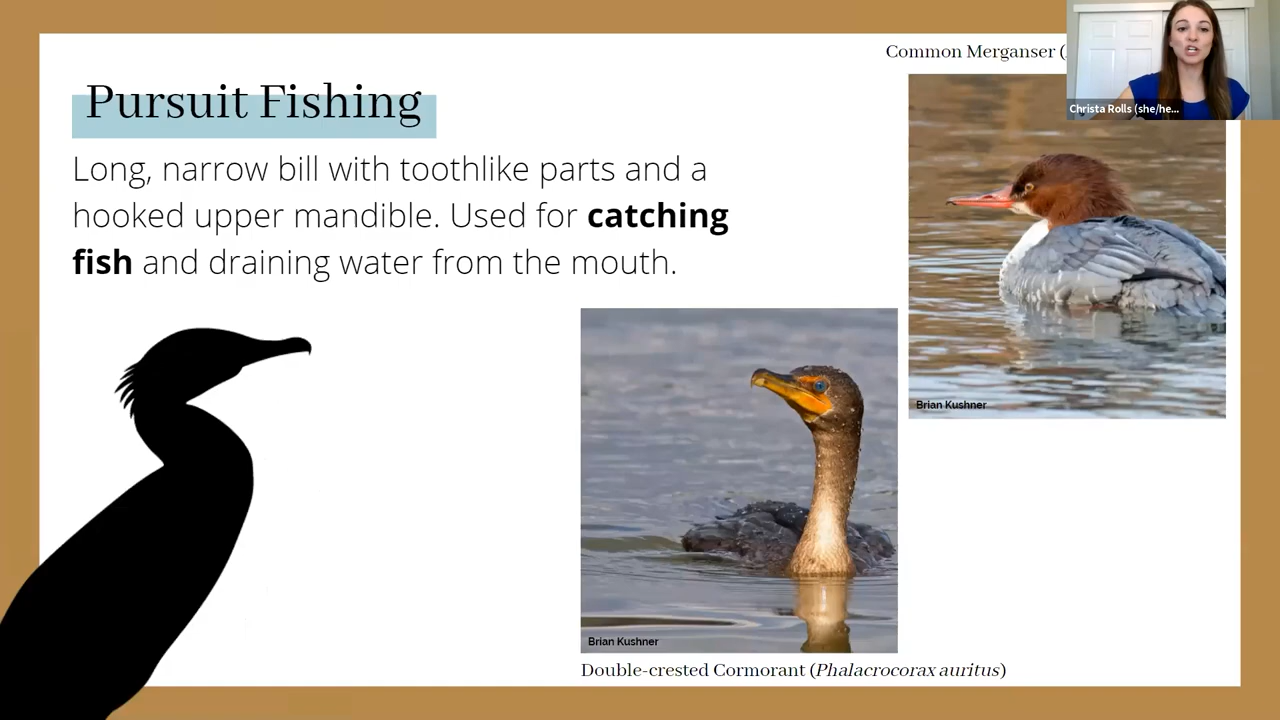 Common Merganser (
Christa Rolls (she/he...
Pursuit Fishing
Long, narrow bill with toothlike parts and a
hooked upper mandible. Used for catching
fish and draining water from the mouth.
Brian Kushner
Brian Kushner
Double-crested Cormorant (Phalacrocorax auritus)